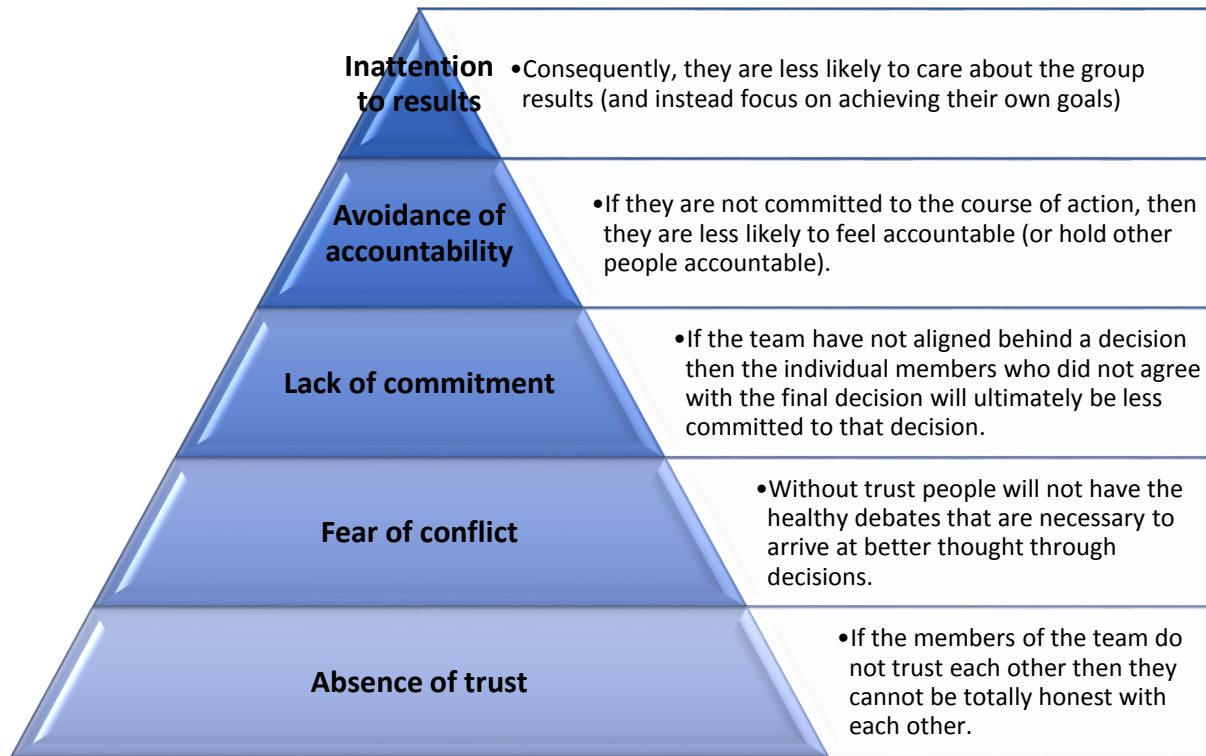 Inattention
to results
•Consequently, they are less likely to care about the group
results (and instead focus on achieving their own goals)
Avoidance of
accountability
•If they are not committed to the course of action, then
they are less likely to feel accountable (or hold other
people accountable).
Lack of commitment
•If the team have not aligned behind a decision
then the individual members who did not agree
with the final decision will ultimately be less
committed to that decision.
Fear of conflict
•Without trust people will not have the
healthy debates that are necessary to
arrive at better thought through
decisions.
Absence of trust
•If the members of the team do
not trust each other then they
cannot be totally honest with
each other.